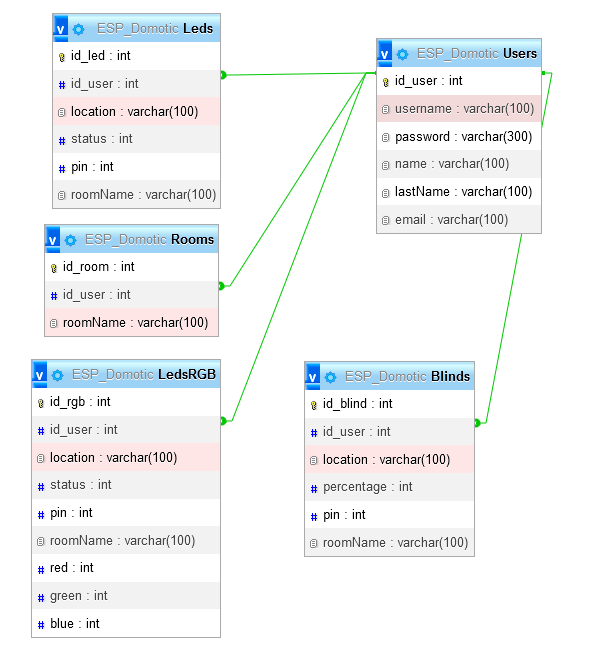 v ESP_Domotic Leds
id_led : int
# id_user : int
location : varchar(100)
# status : int
# pin : int
roomName : varchar(100)
v ESP_Domotic Users
id_user : int
username : varchar(100)
password : varchar(300)
name : varchar(100)
lastName : varchar(100)
email : varchar(100)
v ESP_Domotic Rooms
id_room : int
# id_user : int
roomName : varchar(100)
v ESP_Domotic LedsRGB
id_rgb : int
# id_user : int
location : varchar(100)
# status : int
# pin : int
roomName : varchar(100)
# red : int
# green : int
# blue : int
v ESP_Domotic Blinds
id_blind : int
# id_user : int
location : varchar(100)
# percentage : int
# pin : int
roomName : varchar(100)